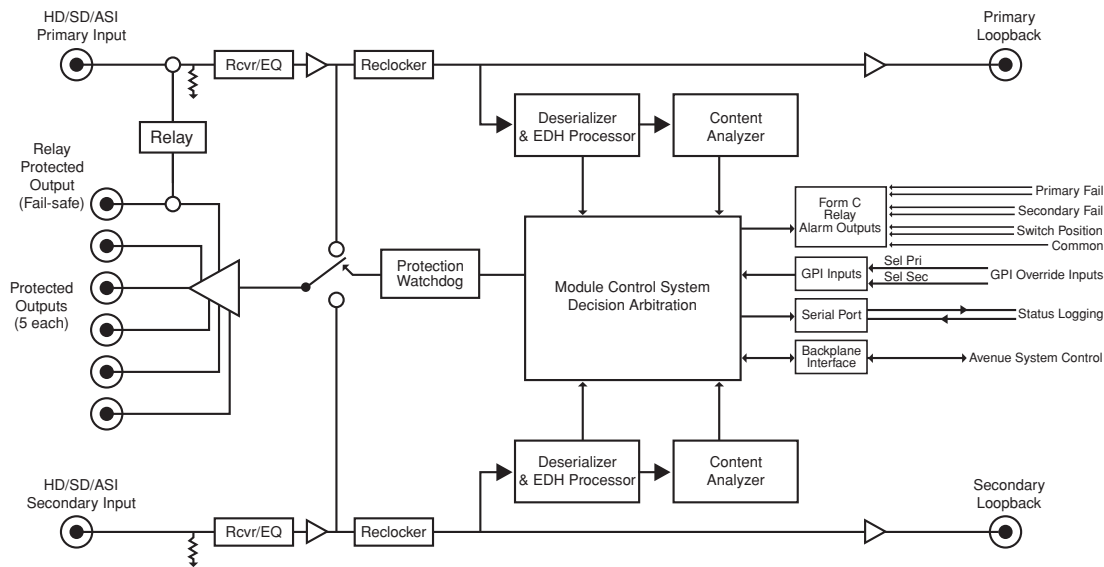 HD/SD/ASI
Primary Input
Primary
Loopback
Rcvr/EQ
Reclocker
Deserializer
& EDH Processor
Content
Analyzer
Relay
Relay
Protected
Output
(Fail-safe)
Form C
Relay
Alarm Outputs
Primary Fail
Secondary Fail
Switch Position
Common
Protection
Watchdog
Module Control System
Decision Arbitration
GPI Inputs
Sel Pri
Sel Sec
GPI Override Inputs
Protected
Outputs
(5 each)
Serial Port
Status Logging
Backplane
Interface
Avenue System Control
Deserializer
& EDH Processor
Content
Analyzer
HD/SD/ASI
Secondary Input
Secondary
Loopback
Rcvr/EQ
Reclocker